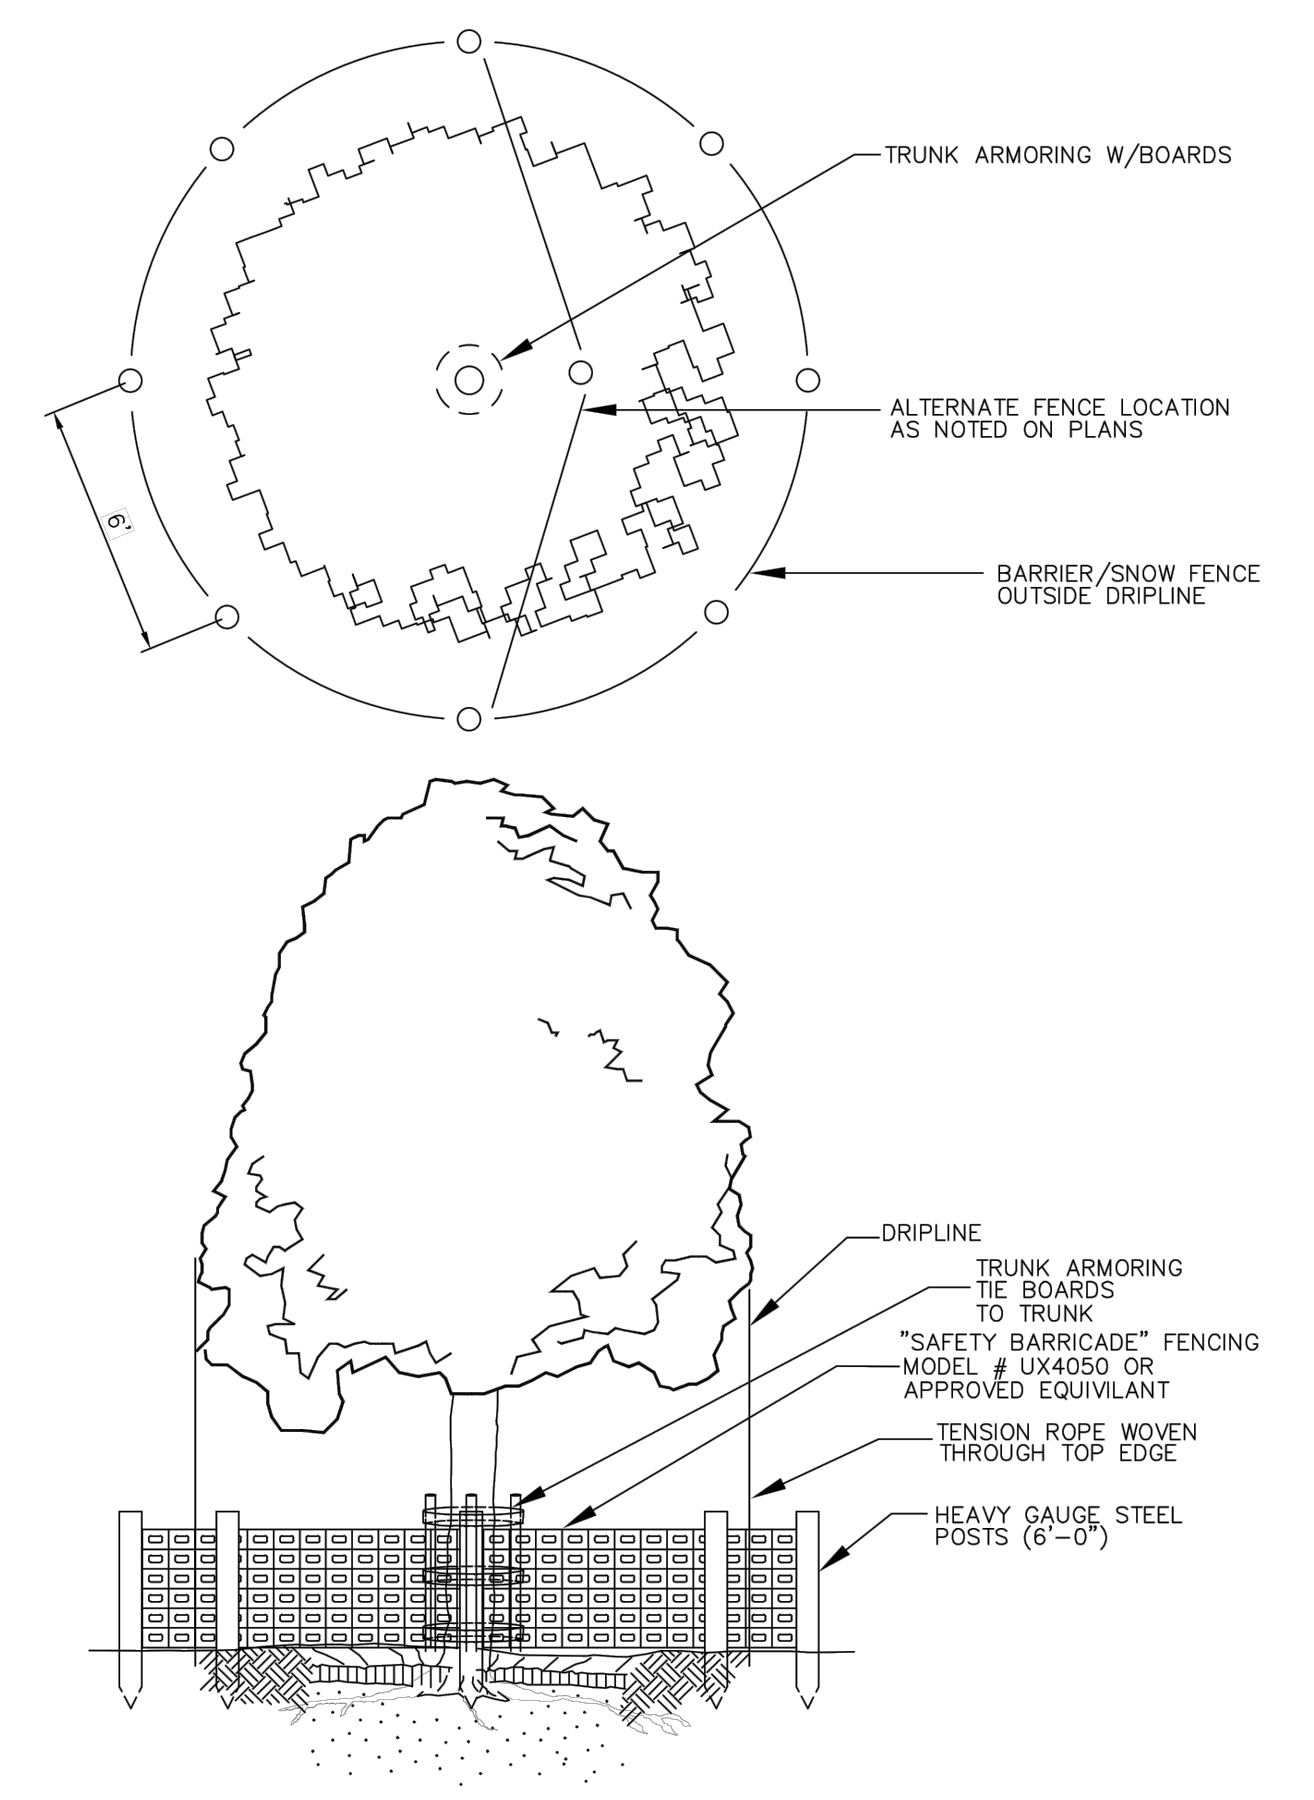 TRUNK ARMORING W/BOARDS
ALTERNATE FENCE LOCATION
AS NOTED ON PLANS
6'
BARRIER/SNOW FENCE
OUTSIDE DRIPLINE
DRIPLINE
TRUNK ARMORING
TIE BOARDS
TO TRUNK
"SAFETY BARRICADE" FENCING
MODEL # UX4050 OR
APPROVED EQUIVILANT
TENSION ROPE WOVEN
THROUGH TOP EDGE
HEAVY GAUGE STEEL
POSTS (6'-0")